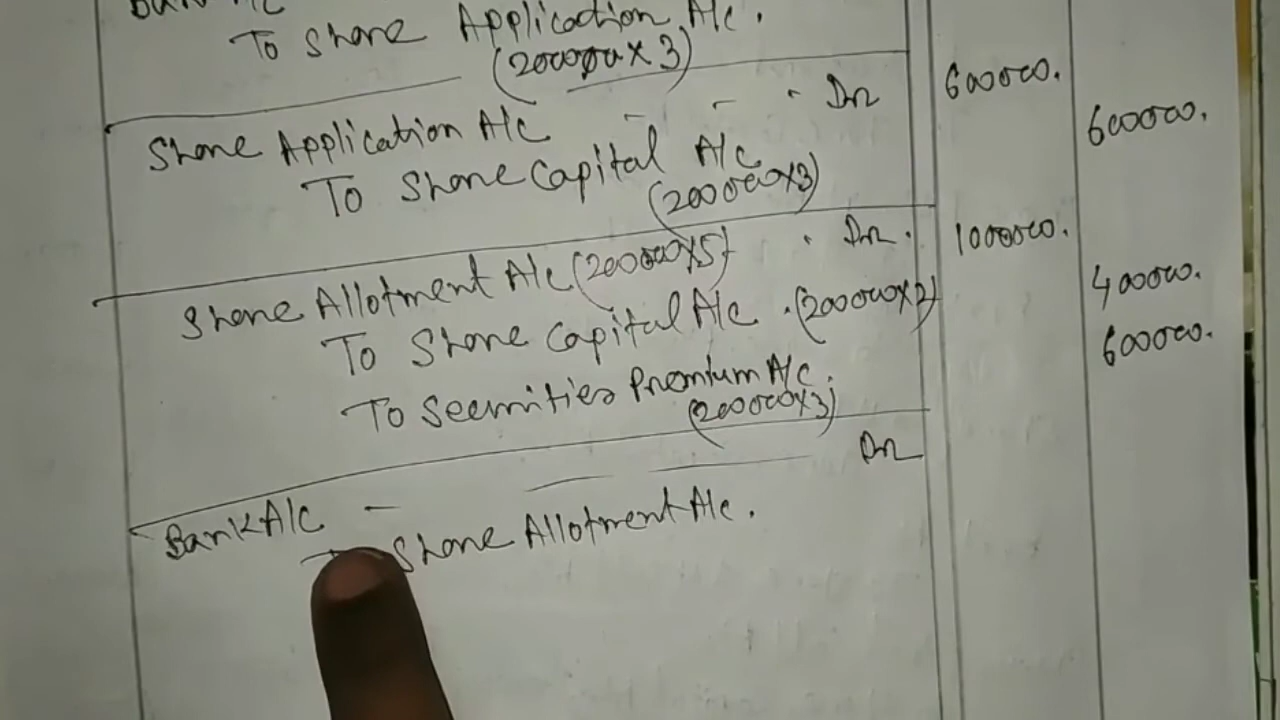 To Share Application A/c.
(200000 x 3)
Share Application A/c - - . Dr 600000.
To Share Capital A/c 600000.
(200000x3)
Share Allotment A/c (200000x5) . Dr. 1000000.
To Share Capital A/c. (200000x2) 400000.
To Securities Premium A/c. 600000.
(200000x3)
Bank A/c - Dr
Share Allotment A/c.